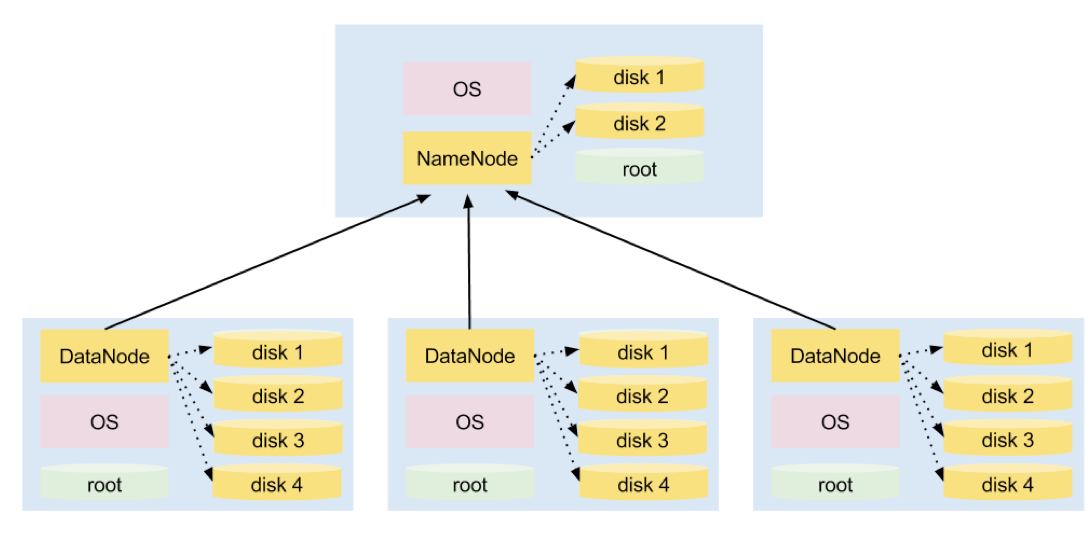 OS
disk 1
disk 2
NameNode
root
DataNode
disk 1
disk 2
OS
disk 3
root
disk 4
DataNode
disk 1
disk 2
OS
disk 3
root
disk 4
DataNode
disk 1
disk 2
OS
disk 3
root
disk 4